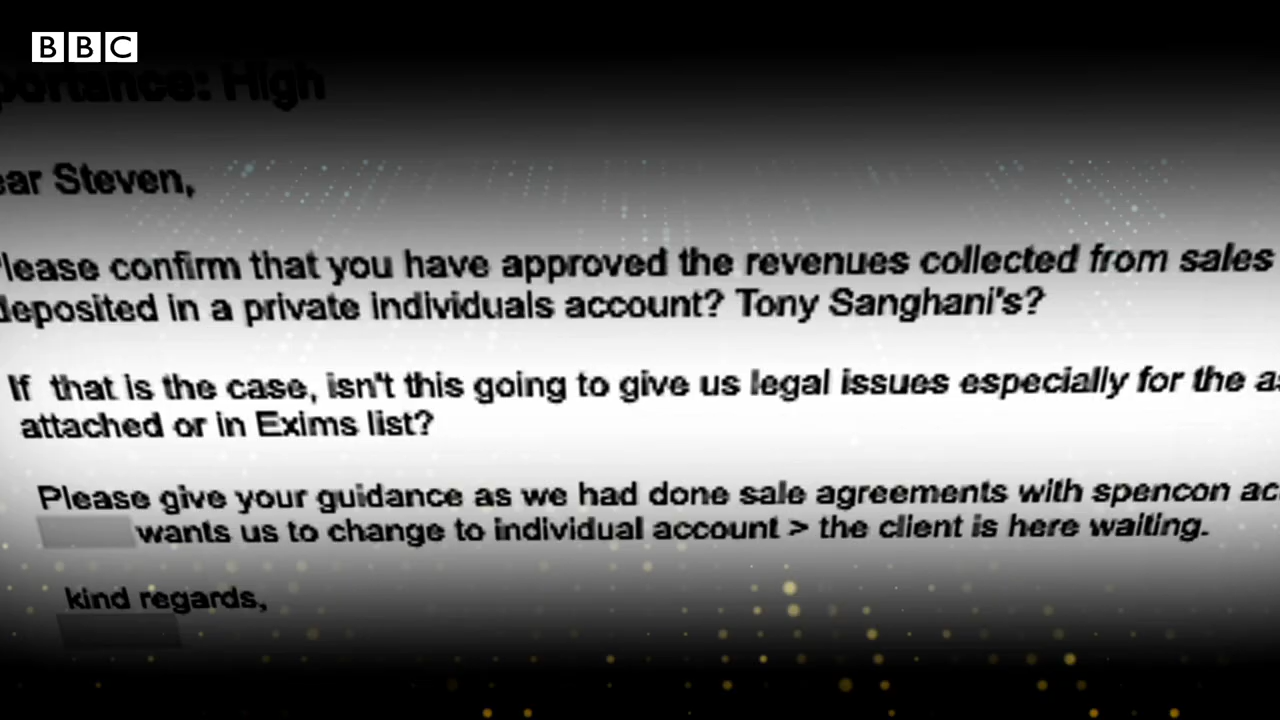 BBC
portance: High
ear Steven,
lease confirm that you have approved the revenues collected from sales
deposited in a private individuals account? Tony Sanghani's?
If that is the case, isn't this going to give us legal issues especially for the as
attached or in Exims list?
Please give your guidance as we had done sale agreements with spencon ac
wants us to change to individual account > the client is here waiting.
kind regards,